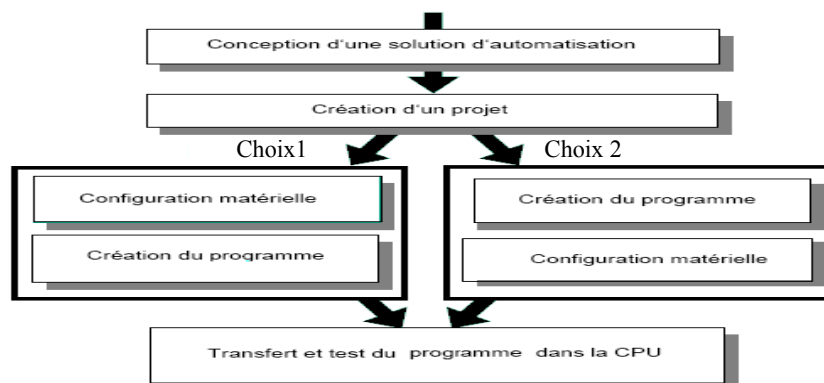 Conception d'une solution d'automatisation
Création d'un projet
Choix1
Choix 2
Configuration matérielle
Création du programme
Création du programme
Configuration matérielle
Transfert et test du programme dans la CPU